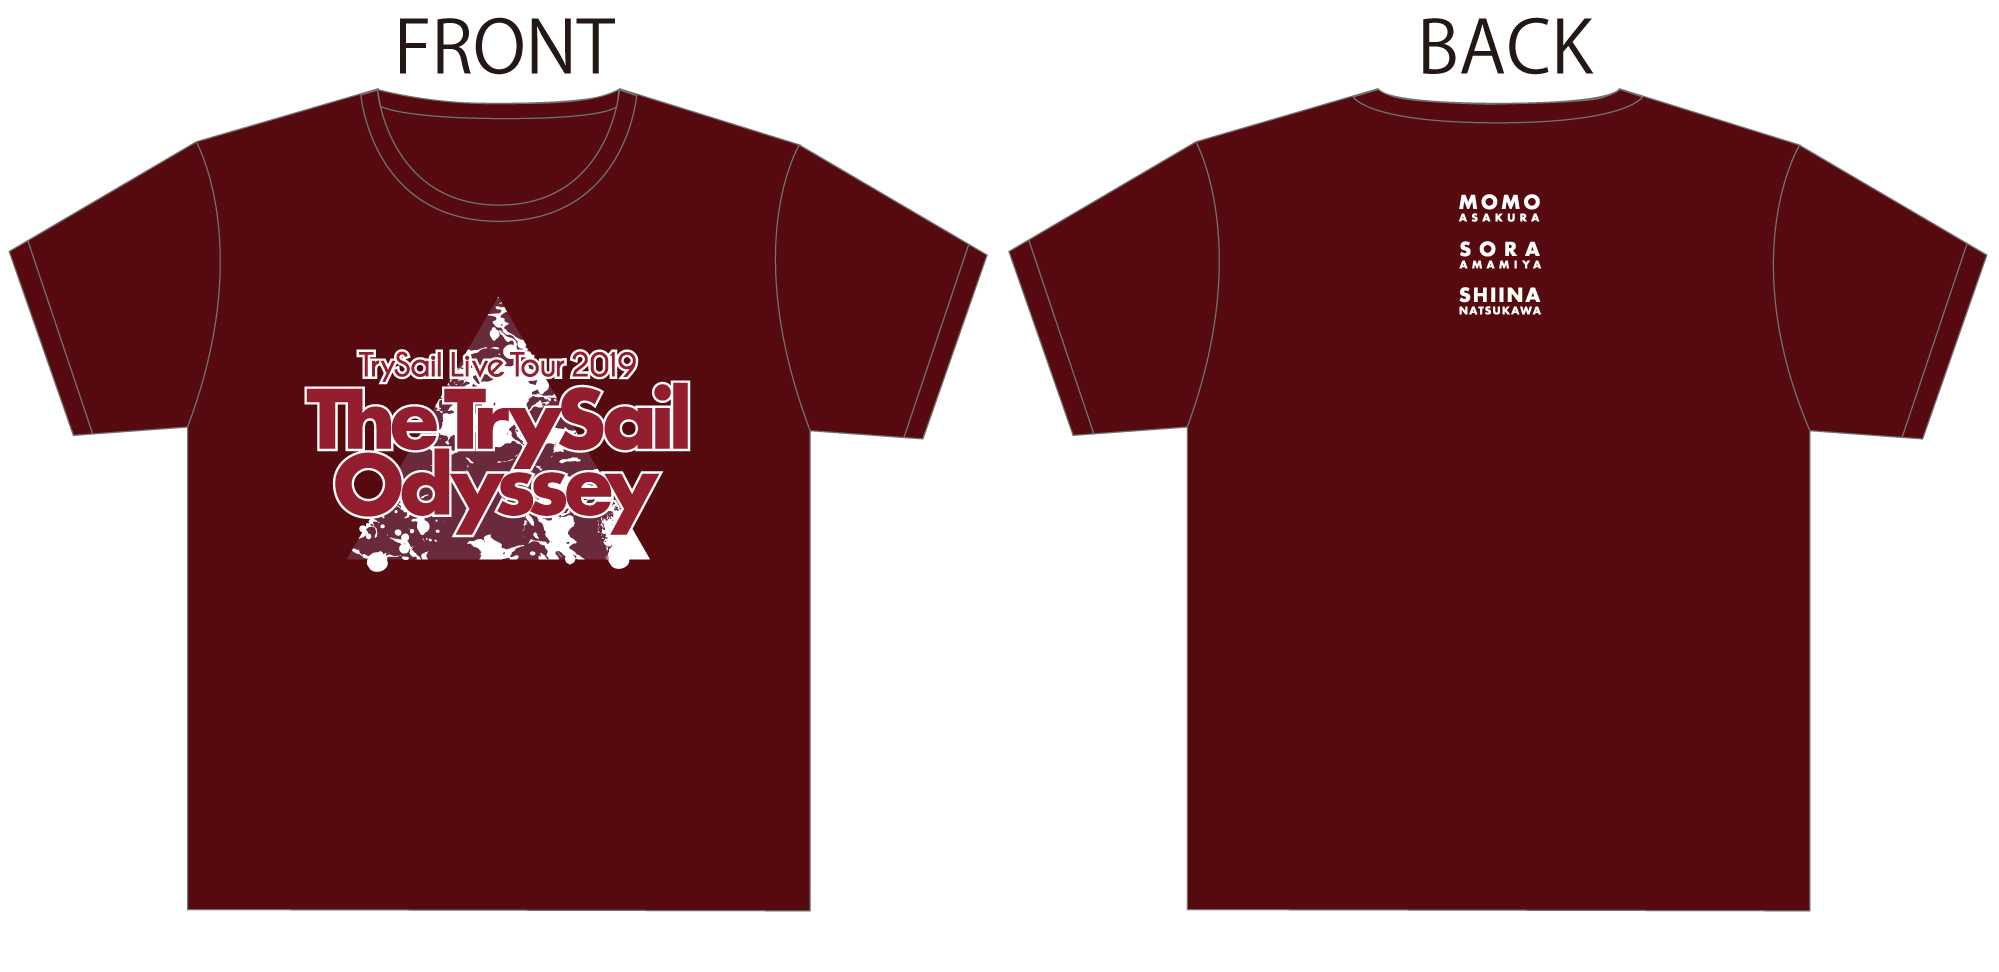 FRONT
BACK
TrySail Live Tour 2019
The TrySail
Odyssey
MOMO
ASAKURA
SORA
AMAMIYA
SHIINA
NATSUKAWA